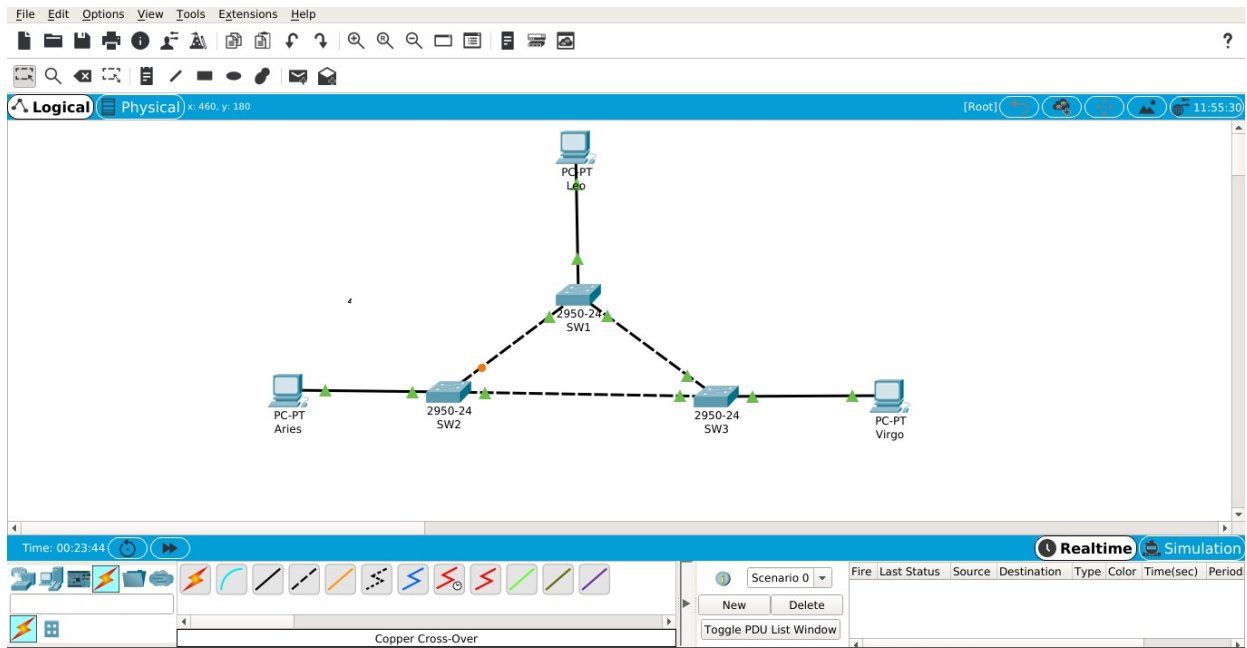 File Edit Options View Tools Extensions Help
?
Logical Physical x: 460, y: 180 [Root] 11:55:30
PC-PT
Leo
2950-24
SW1
PC-PT
Aries
2950-24
SW2
2950-24
SW3
PC-PT
Virgo
Time: 00:23:44 Realtime Simulation
Scenario 0
New Delete
Toggle PDU List Window
Fire Last Status Source Destination Type Color Time(sec) Period
Copper Cross-Over